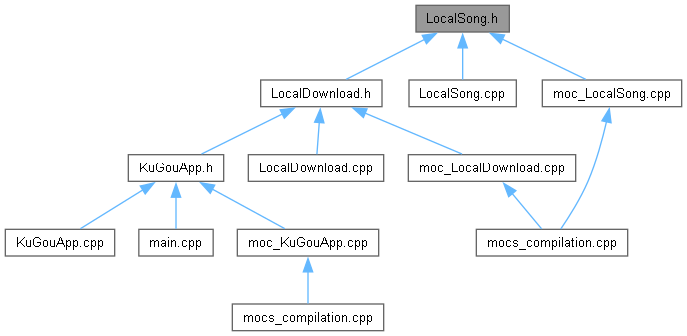 LocalSong.h
LocalDownload.h
LocalSong.cpp
moc_LocalSong.cpp
KuGouApp.h
LocalDownload.cpp
moc_LocalDownload.cpp
KuGouApp.cpp
main.cpp
moc_KuGouApp.cpp
mocs_compilation.cpp
mocs_compilation.cpp